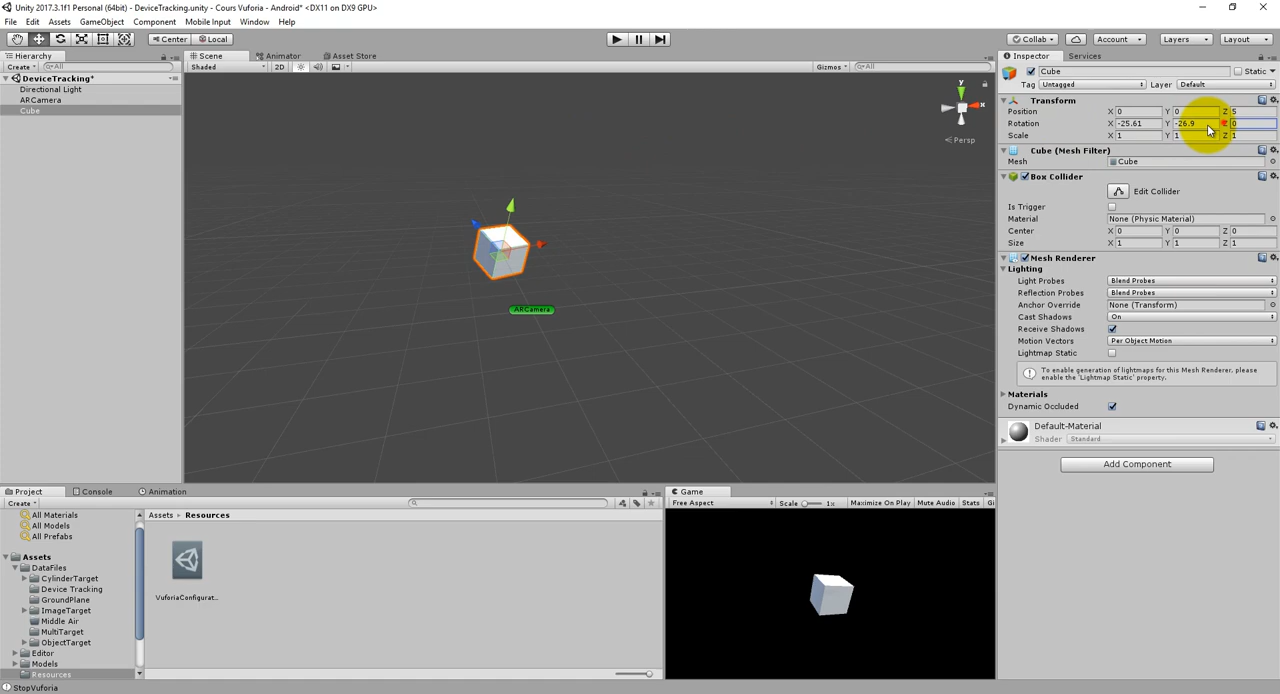 Unity 2017.3.1f1 Personal (64bit) - DeviceTracking.unity - Cours Vuforia - Android* <DX11 on DX9 GPU>
File Edit Assets GameObject Component Mobile Input Window Help
Center Local Collab Account Layers Layout
Hierarchy Scene Animator Asset Store Inspector Services
Create All Shaded 2D Gizmos All Cube Static
DeviceTracking*
Tag Untagged Layer Default
Directional Light
ARCamera
Cube
y
x
Persp
Transform
Position X 0 Y 0 Z 5
Rotation X -25.61 Y -26.9 0
Scale X 1 Y 1 Z 1
Cube (Mesh Filter)
Mesh Cube
Box Collider
Edit Collider
Is Trigger
Material None (Physic Material)
Center X 0 Y 0 Z 0
Size X 1 Y 1 Z 1
Mesh Renderer
Lighting
Light Probes Blend Probes
Reflection Probes Blend Probes
Anchor Override None (Transform)
Cast Shadows On
Receive Shadows
Motion Vectors Per Object Motion
Lightmap Static
To enable generation of lightmaps for this Mesh Renderer, please
enable the 'Lightmap Static' property.
Materials
Dynamic Occluded
Default-Material
Shader Standard
Add Component
ARCamera
Project Console Animation
Create
All Materials
All Models
All Prefabs
Assets
DataFiles
CylinderTarget
Device Tracking
GroundPlane
ImageTarget
Middle Air
MultiTarget
ObjectTarget
Editor
Models
Resources
Assets Resources
VuforiaConfigurat...
Game
Free Aspect Scale 1x Maximize On Play Mute Audio Stats Gi
StopVuforia